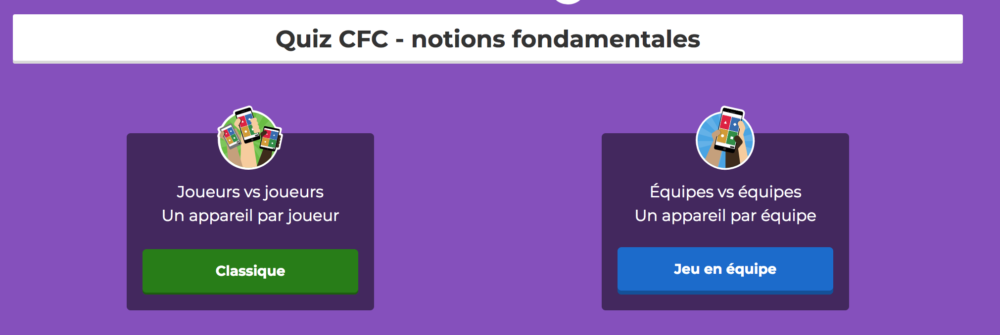 Quiz CFC - notions fondamentales
Joueurs vs joueurs
Un appareil par joueur
Classique
Équipes vs équipes
Un appareil par équipe
Jeu en équipe